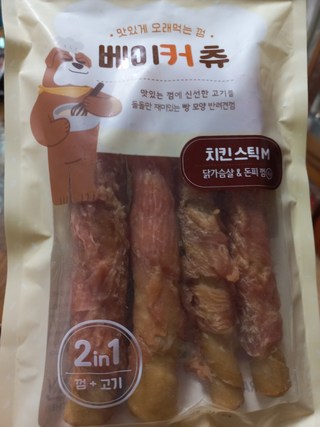 맛있게 오래먹는 껌
베이커 츄
맛있는 껌에 신선한 고기를
돌돌만 재미있는 빵 모양 반려견껌
치킨스틱M
닭가슴살 & 돈피 껌
2in1
껌 + 고기